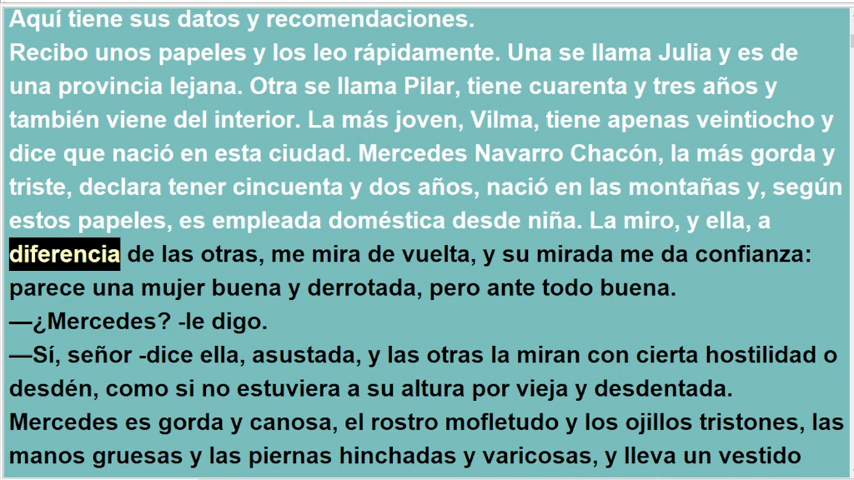 Aquí tiene sus datos y recomendaciones.
Recibo unos papeles y los leo rápidamente. Una se llama Julia y es de
una provincia lejana. Otra se llama Pilar, tiene cuarenta y tres años y
también viene del interior. La más joven, Vilma, tiene apenas veintiocho y
dice que nació en esta ciudad. Mercedes Navarro Chacón, la más gorda y
triste, declara tener cincuenta y dos años, nació en las montañas y, según
estos papeles, es empleada doméstica desde niña. La miro, y ella, a
diferencia de las otras, me mira de vuelta, y su mirada me da confianza:
parece una mujer buena y derrotada, pero ante todo buena.
—¿Mercedes? -le digo.
—Sí, señor -dice ella, asustada, y las otras la miran con cierta hostilidad o
desdén, como si no estuviera a su altura por vieja y desdentada.
Mercedes es gorda y canosa, el rostro mofletudo y los ojillos tristones, las
manos gruesas y las piernas hinchadas y varicosas, y lleva un vestido